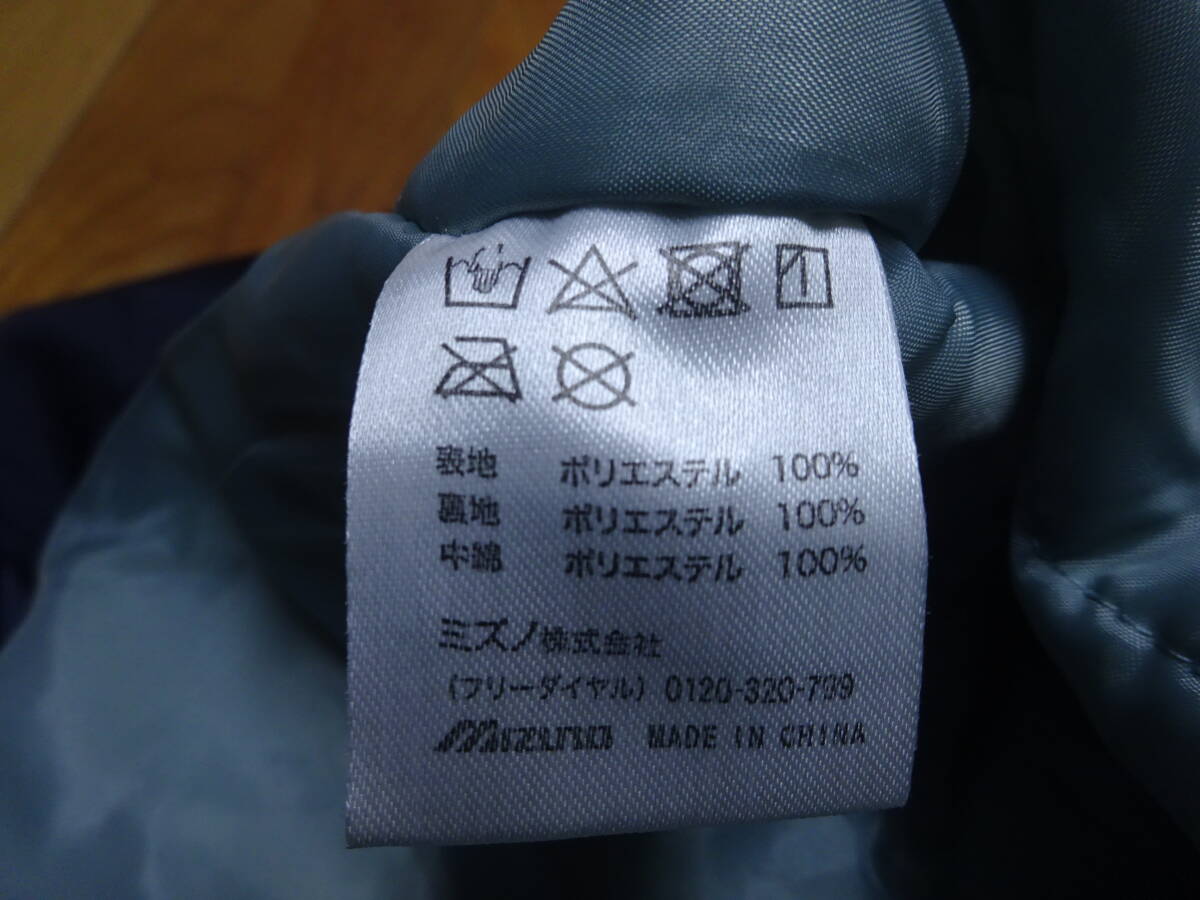 表地 ポリエステル 100%
裏地 ポリエステル 100%
中綿 ポリエステル 100%
ミズノ株式会社
(フリーダイヤル) 0120-320-799
Mizuno MADE IN CHINA